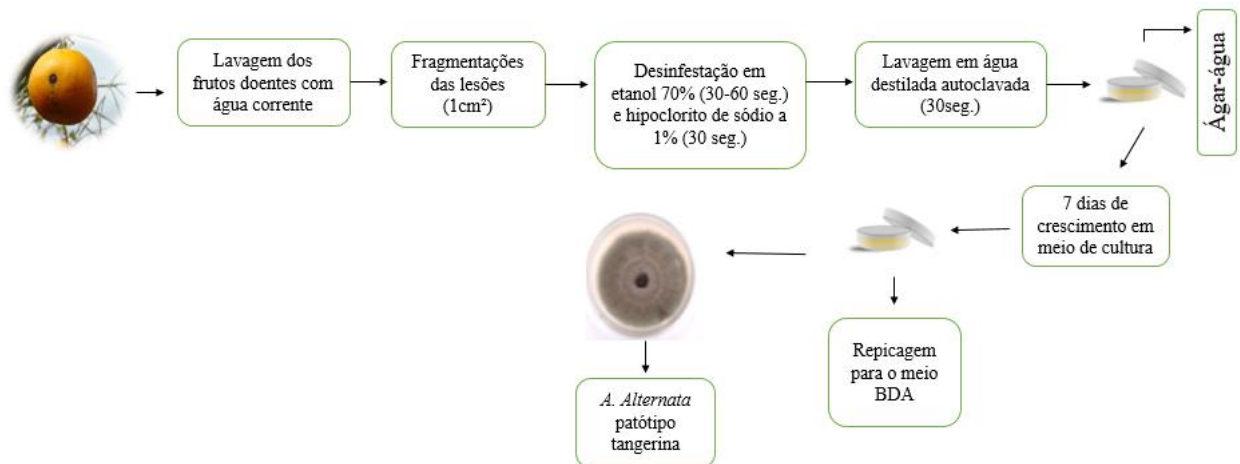 Lavagem dos
frutos doentes com
água corrente
Fragmentações
das lesões
(1cm²)
Desinfestação em
etanol 70% (30-60 seg.)
e hipoclorito de sódio a
1% (30 seg.)
Lavagem em água
destilada autoclavada
(30seg.)
Ágar-água
7 dias de
crescimento em
meio de cultura
Repicagem
para o meio
BDA
A. Alternata
patótipo
tangerina